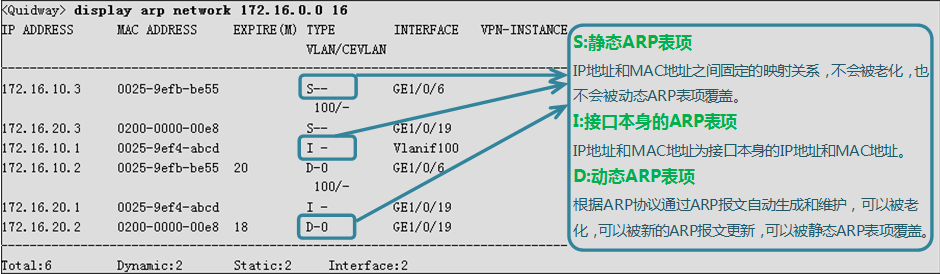 <Quidway> display arp network 172.16.0.0 16
IP ADDRESS MAC ADDRESS EXPIRE(M) TYPE INTERFACE VPN-INSTANCE
VLAN/CEVLAN
172.16.10.3 0025-9efb-be55 S-- GE1/0/6
100/-
172.16.20.3 0200-0000-00e8 S-- GE1/0/19
172.16.10.1 0025-9ef4-abcd I - Vlanif100
172.16.10.2 0025-9efb-be55 20 D-0 GE1/0/6
100/-
172.16.20.1 0025-9ef4-abcd I - GE1/0/19
172.16.20.2 0200-0000-00e8 18 D-0 GE1/0/19
Total:6 Dynamic:2 Static:2 Interface:2
S:静态ARP表项
IP地址和MAC地址之间固定的映射关系，不会被老化，也
不会被动态ARP表项覆盖。
I:接口本身的ARP表项
IP地址和MAC地址为接口本身的IP地址和MAC地址。
D:动态ARP表项
根据ARP协议通过ARP报文自动生成和维护，可以被老
化，可以被新的ARP报文更新，可以被静态ARP表项覆盖。